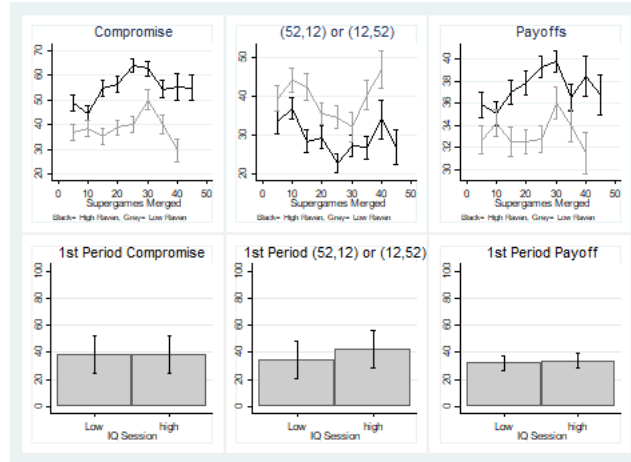 Compromise
70
60
50
40
30
20
0 10 20 30 40 50
Supergames Merged
Black= High Raven, Grey= Low Raven
(52,12) or (12,52)
50
40
30
20
0 10 20 30 40 50
Supergames Merged
Black= High Raven, Grey= Low Raven
Payoffs
40
38
36
34
32
30
0 10 20 30 40 50
Supergames Merged
Black= High Raven, Grey= Low Raven
1st Period Compromise
100
80
60
40
20
0
Low high
IQ Session
1st Period (52,12) or (12,52)
100
80
60
40
20
0
Low high
IQ Session
1st Period Payoff
100
80
60
40
20
0
Low high
IQ Session